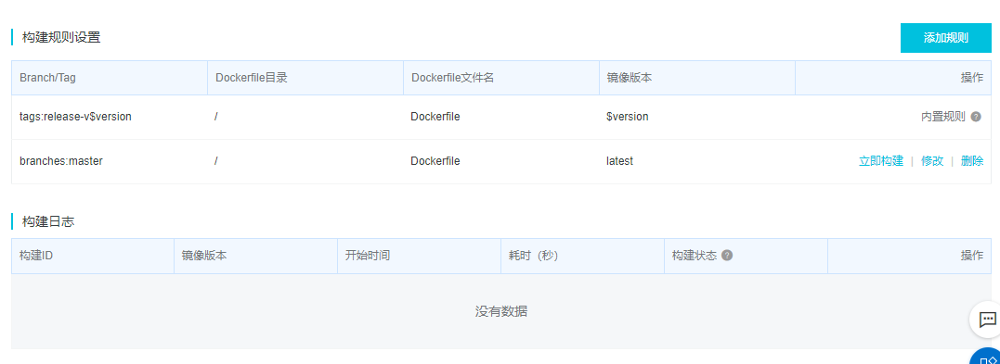 构建规则设置
添加规则
Branch/Tag Dockerfile目录 Dockerfile文件名 镜像版本 操作
tags:release-v$version / Dockerfile $version 内置规则
branches:master / Dockerfile latest 立即构建 | 修改 | 删除
构建日志
构建ID 镜像版本 开始时间 耗时（秒） 构建状态 操作
没有数据